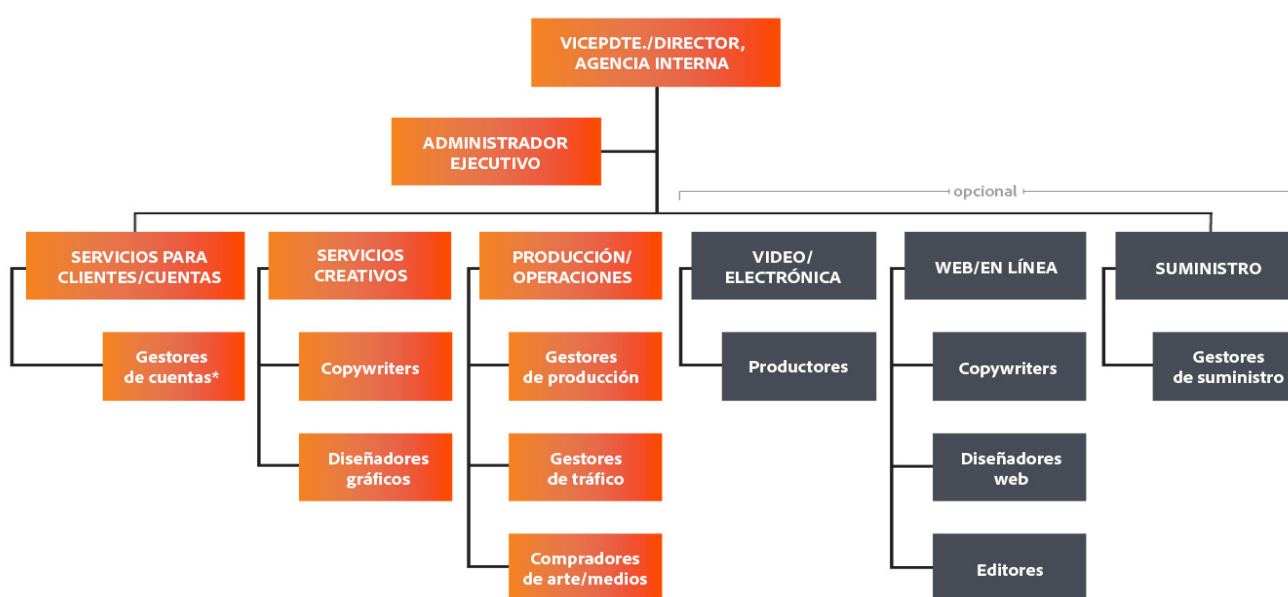 VICEPDTE./DIRECTOR,
AGENCIA INTERNA
ADMINISTRADOR
EJECUTIVO
opcional
SERVICIOS PARA
CLIENTES/CUENTAS
Gestores
de cuentas*
SERVICIOS
CREATIVOS
Copywriters
Diseñadores
gráficos
PRODUCCIÓN/
OPERACIONES
Gestores
de producción
Gestores
de tráfico
Compradores
de arte/medios
VIDEO/
ELECTRÓNICA
Productores
WEB/EN LÍNEA
Copywriters
Diseñadores
web
Editores
SUMINISTRO
Gestores
de suministro